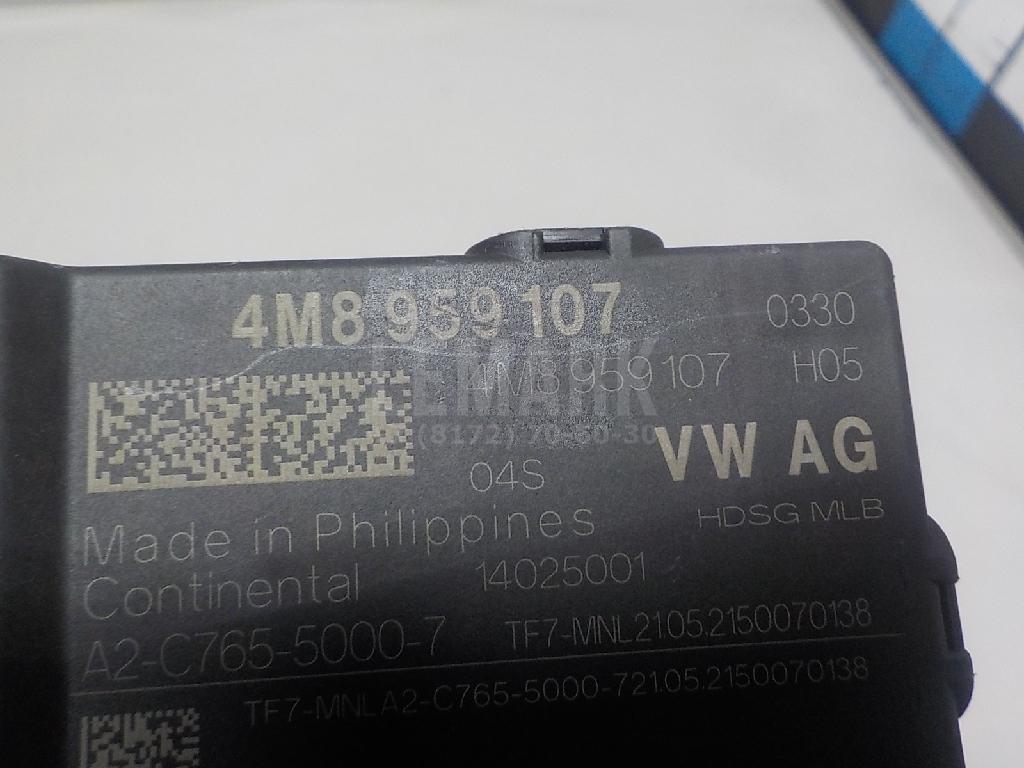 4M8 959 107 0330
4M8 959 107 H05
VW AG
04S
HDSG MLB
Made in Philippines
Continental 14025001
A2-C765-5000-7 TF7-MNL21.05.2150070138
TF7-MNLA2-C765-5000-721.05.2150070138
(8172) 70-60-30